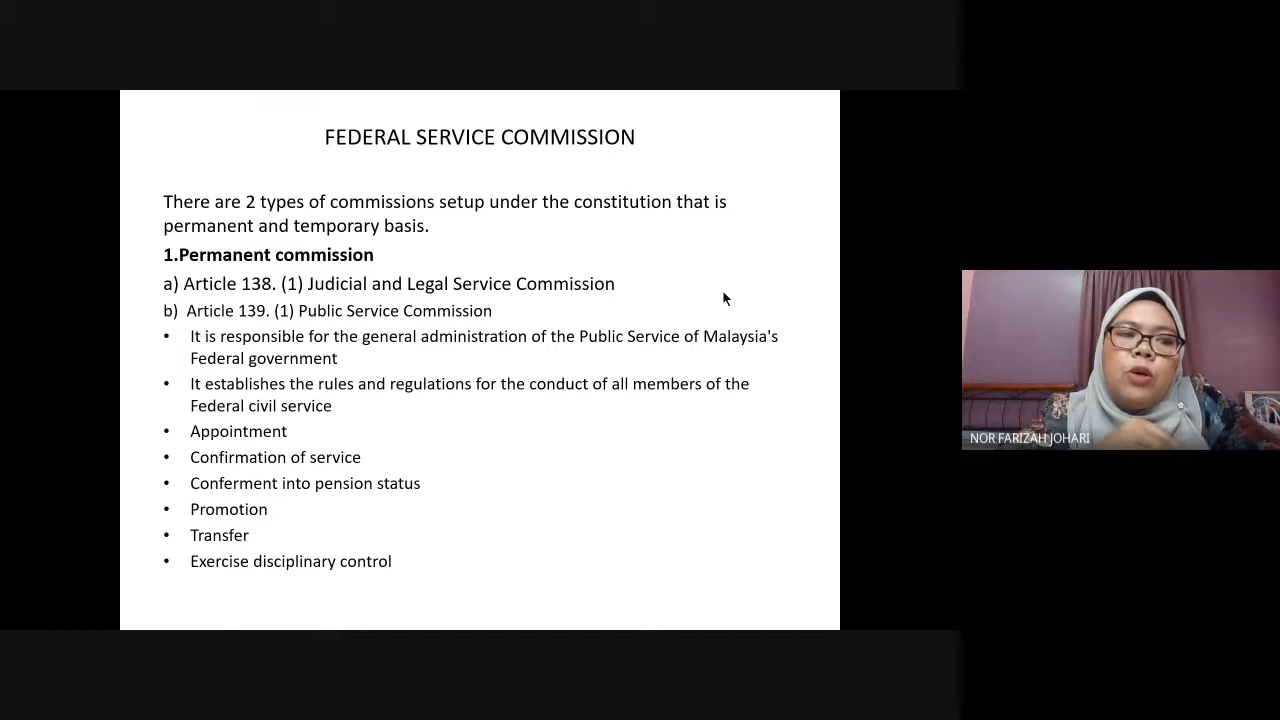 FEDERAL SERVICE COMMISSION
There are 2 types of commissions setup under the constitution that is
permanent and temporary basis.
1.Permanent commission
a) Article 138. (1) Judicial and Legal Service Commission
b) Article 139. (1) Public Service Commission
• It is responsible for the general administration of the Public Service of Malaysia's
Federal government
• It establishes the rules and regulations for the conduct of all members of the
Federal civil service
• Appointment
• Confirmation of service
• Conferment into pension status
• Promotion
• Transfer
• Exercise disciplinary control
NOR FARIZAH JOHARI